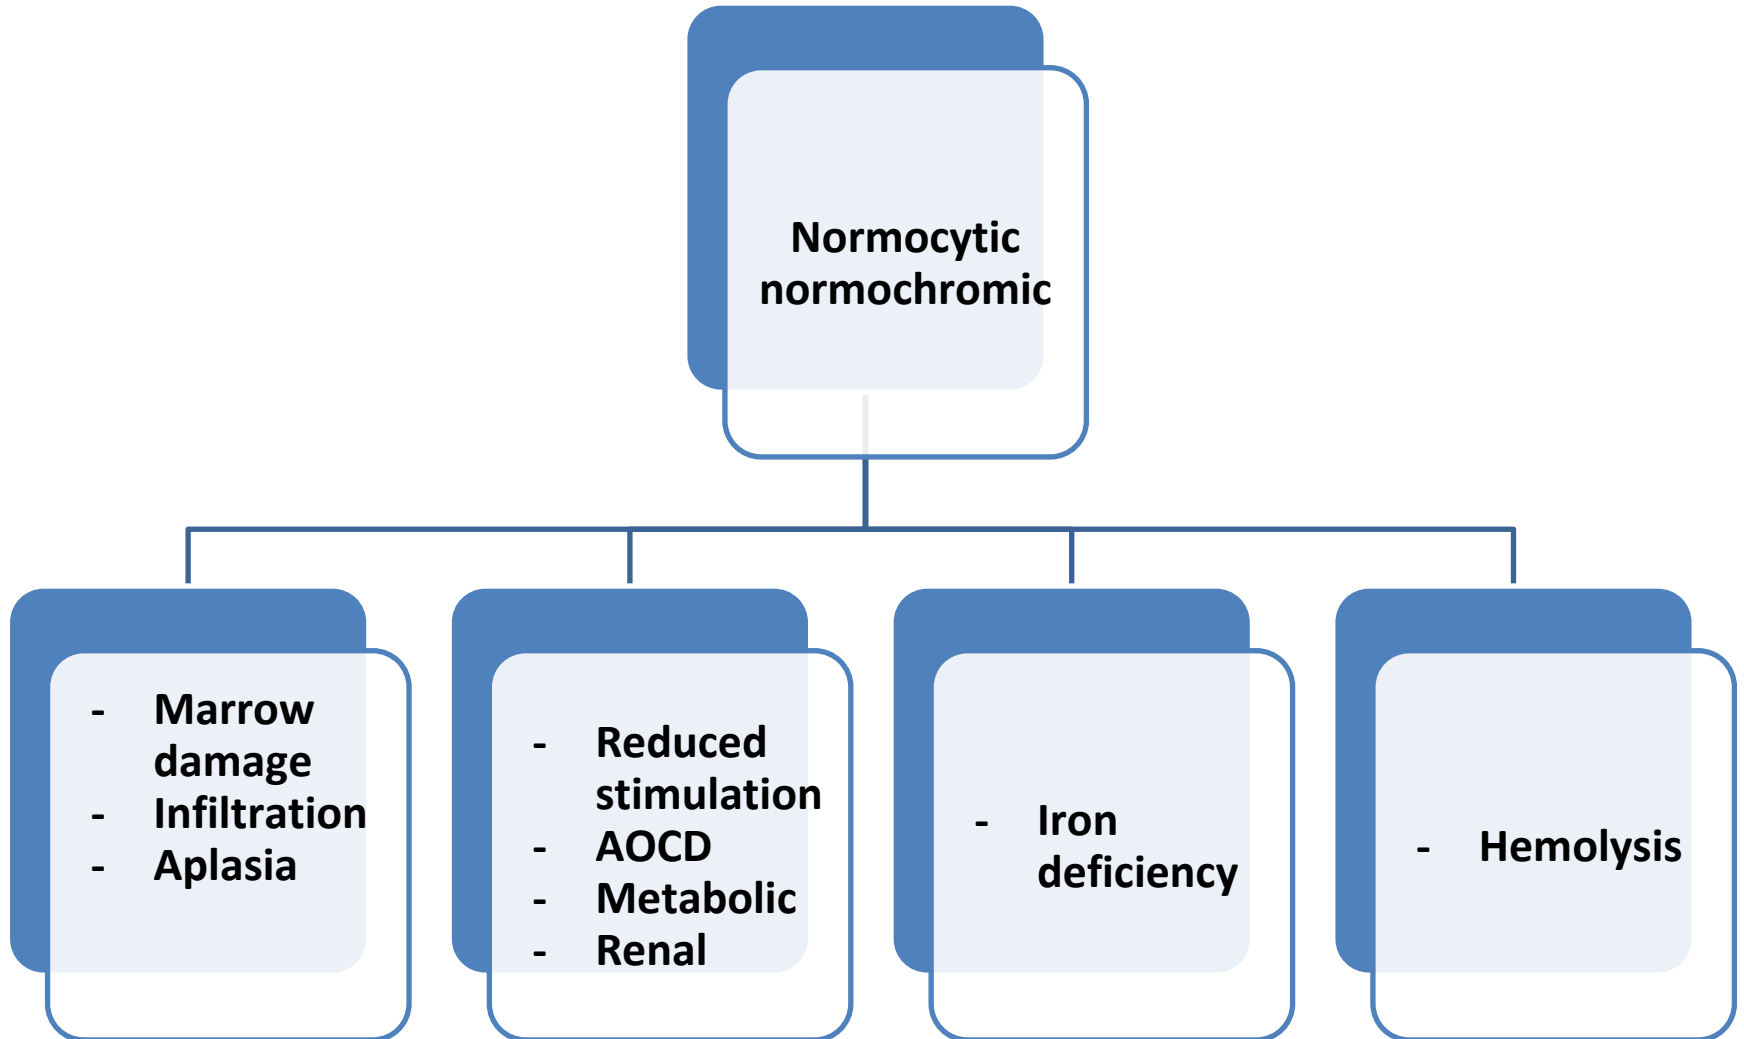 Normocytic
normochromic
- Marrow
damage
- Infiltration
- Aplasia
- Reduced
stimulation
- AOCD
- Metabolic
- Renal
- Iron
deficiency
- Hemolysis